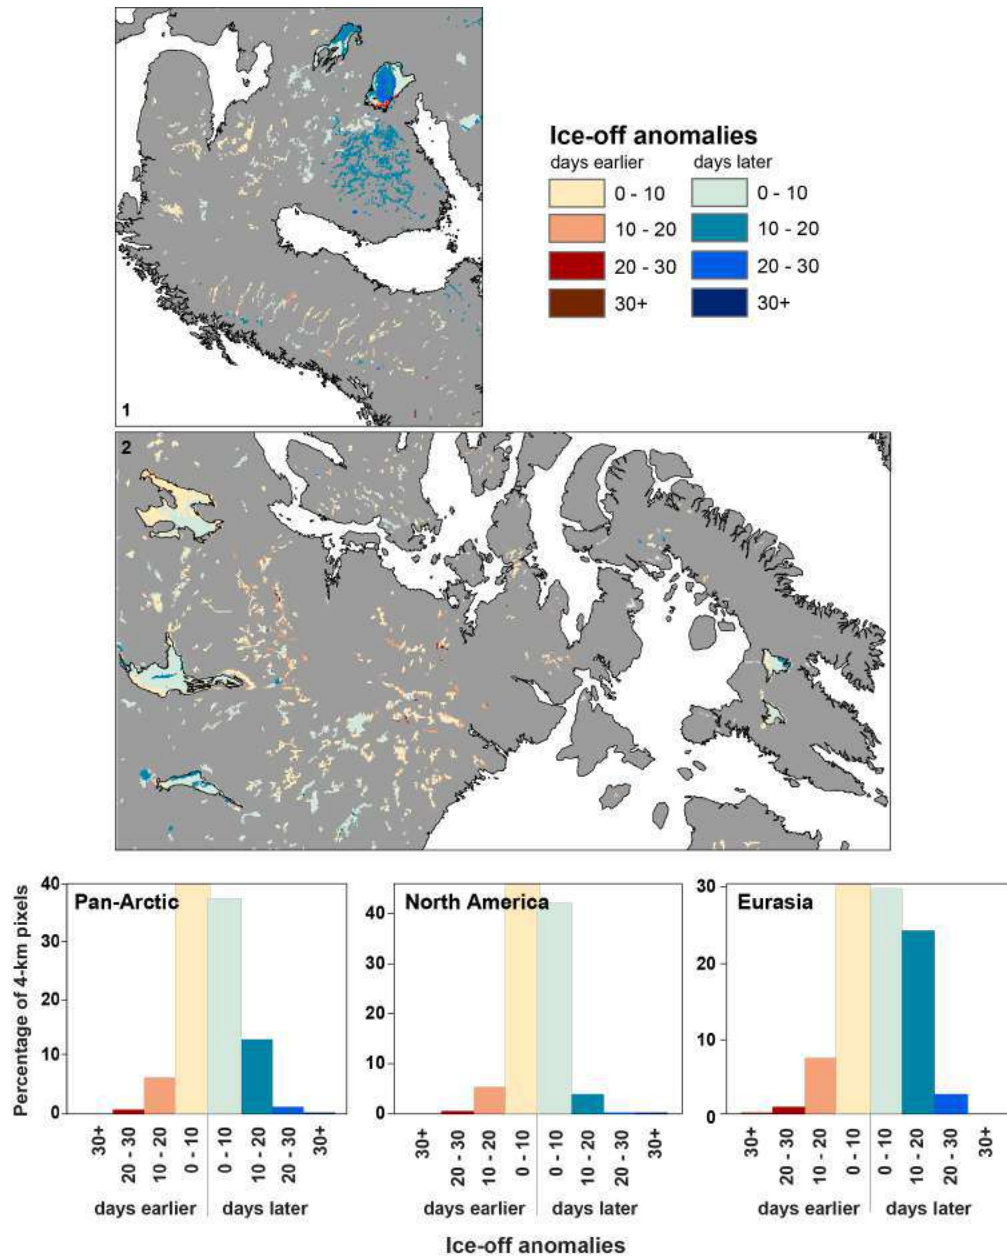 1
Ice-off anomalies
days earlier days later
0 - 10 0 - 10
10 - 20 10 - 20
20 - 30 20 - 30
30+ 30+
2
Percentage of 4-km pixels
40
30
20
10
0
Pan-Arctic
30+ 20 - 30 10 - 20 0 - 10 0 - 10 10 - 20 20 - 30 30+
days earlier days later
40
30
20
10
0
North America
30+ 20 - 30 10 - 20 0 - 10 0 - 10 10 - 20 20 - 30 30+
days earlier days later
30
20
10
0
Eurasia
30+ 20 - 30 10 - 20 0 - 10 0 - 10 10 - 20 20 - 30 30+
days earlier days later
Ice-off anomalies